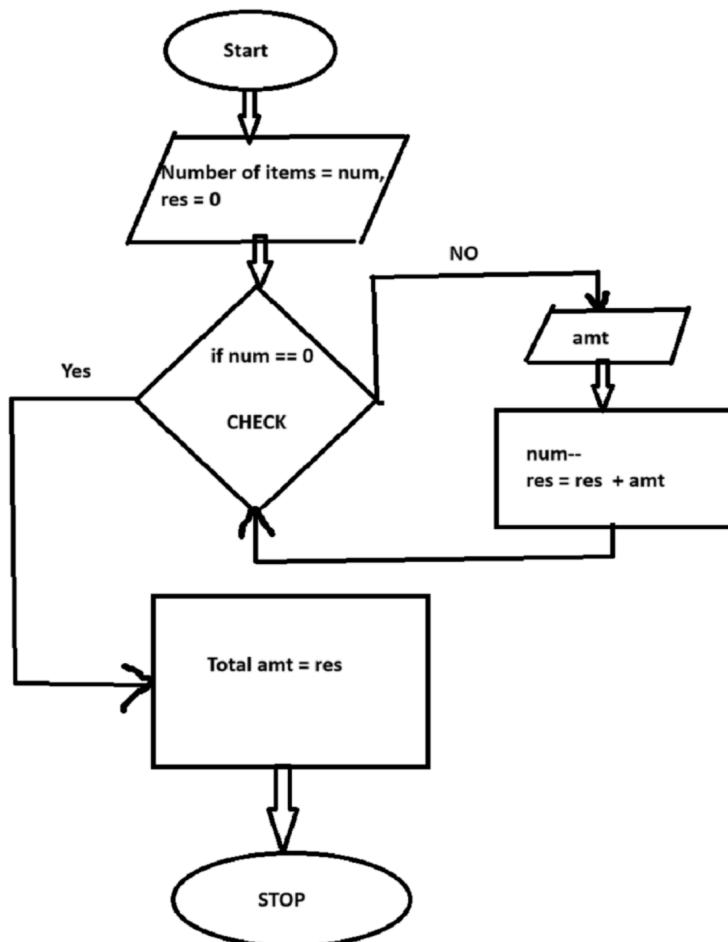 Start
Number of items = num,
res = 0
NO
if num == 0
CHECK
Yes
amt
num--
res = res + amt
Total amt = res
STOP